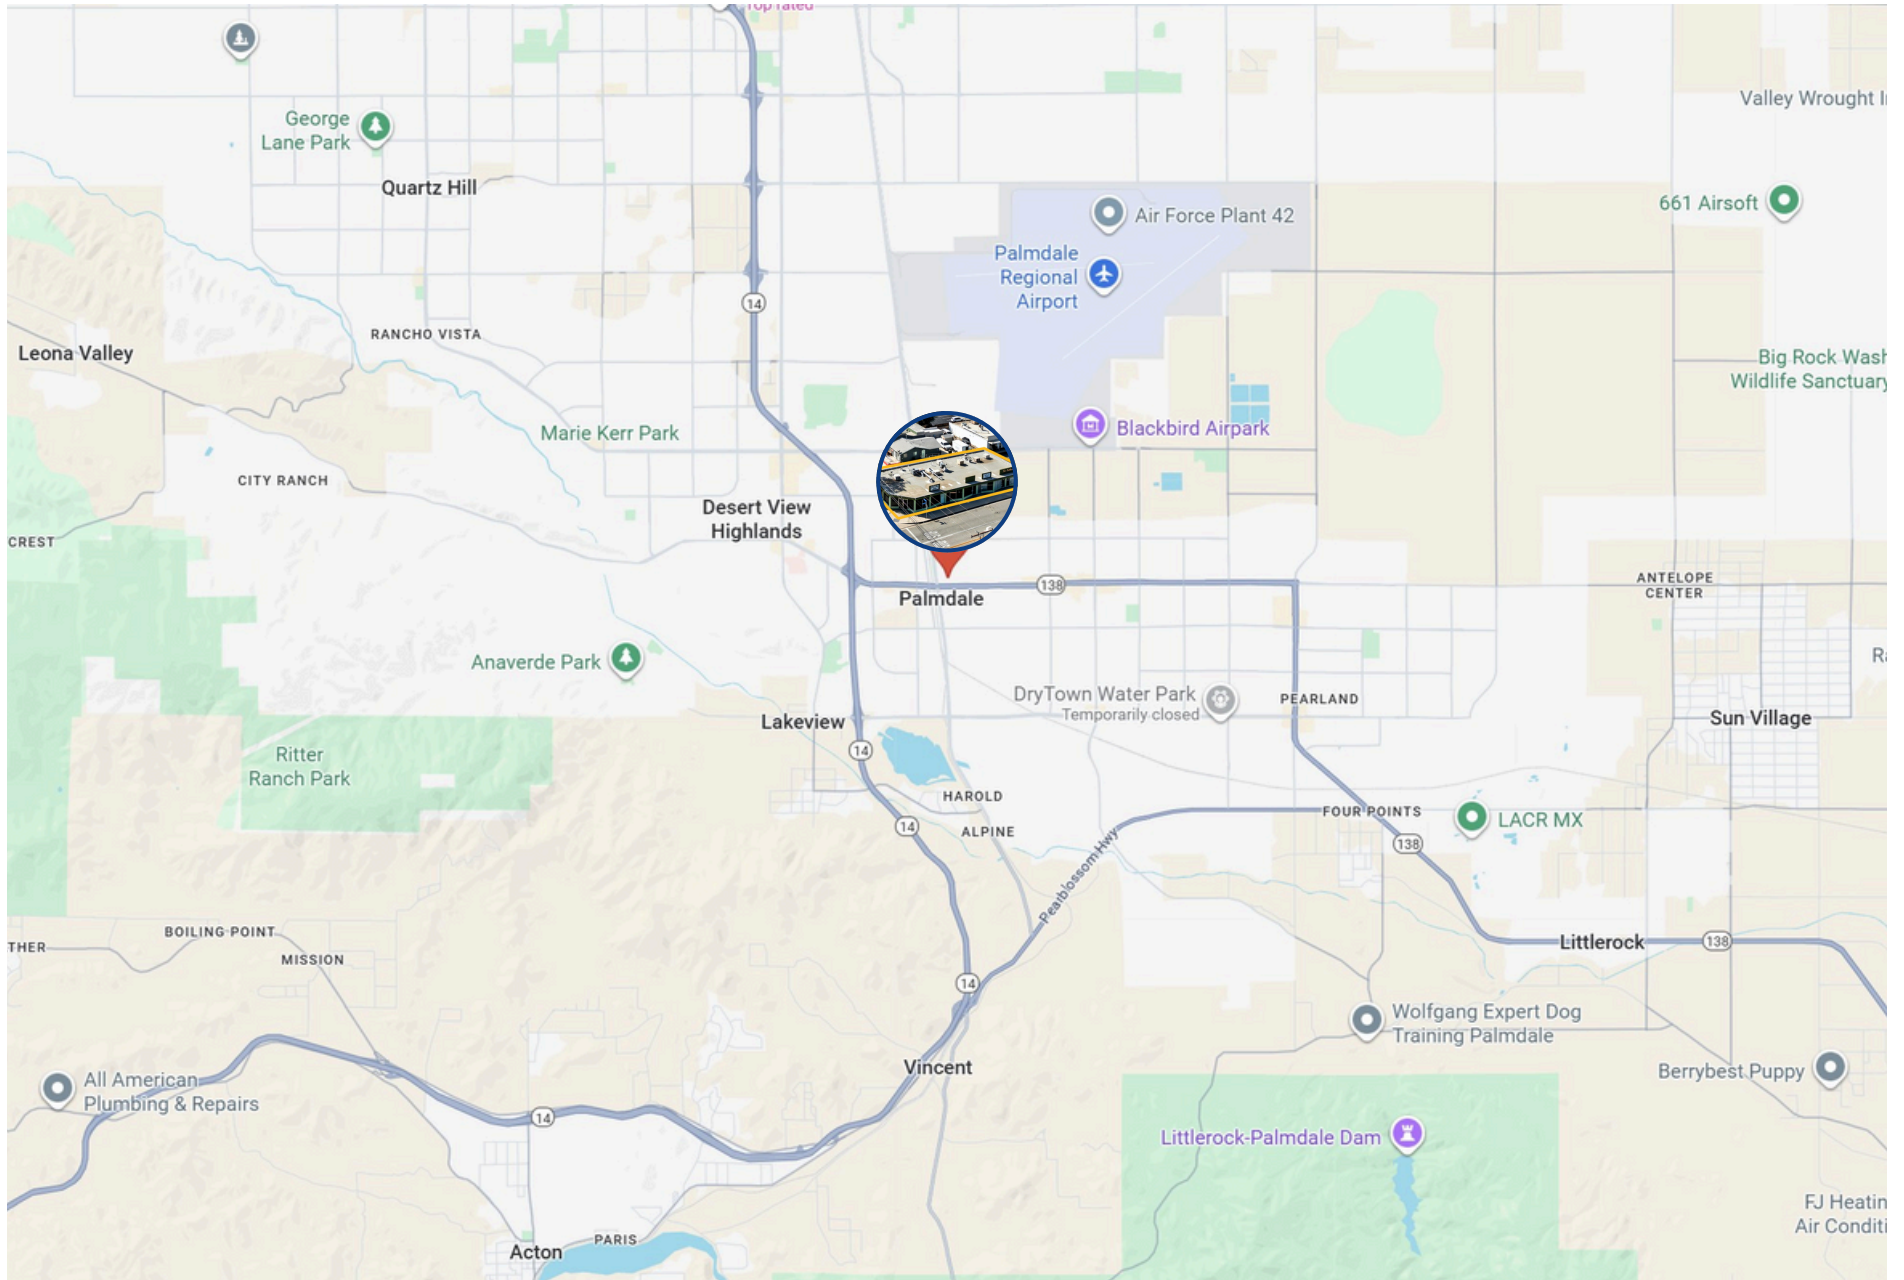 Top rated
Valley Wrought I
George
Lane Park
Quartz Hill
661 Airsoft
Air Force Plant 42
Palmdale
Regional
Airport
14
RANCHO VISTA
Leona Valley
Big Rock Wash
Wildlife Sanctuary
Marie Kerr Park
Blackbird Airpark
CITY RANCH
Desert View
Highlands
CREST
138
Palmdale
ANTELOPE
CENTER
Anaverde Park
Ra
DryTown Water Park
Temporarily closed
PEARLAND
Lakeview
Sun Village
14
Ritter
Ranch Park
HAROLD
FOUR POINTS
LACR MX
14
ALPINE
138
Pearblossom Hwy
BOILING POINT
THER
MISSION
Littlerock
138
14
Wolfgang Expert Dog
Training Palmdale
Vincent
Berrybest Puppy
All American
Plumbing & Repairs
14
Littlerock-Palmdale Dam
FJ Heatin
Air Conditi
PARIS
Acton